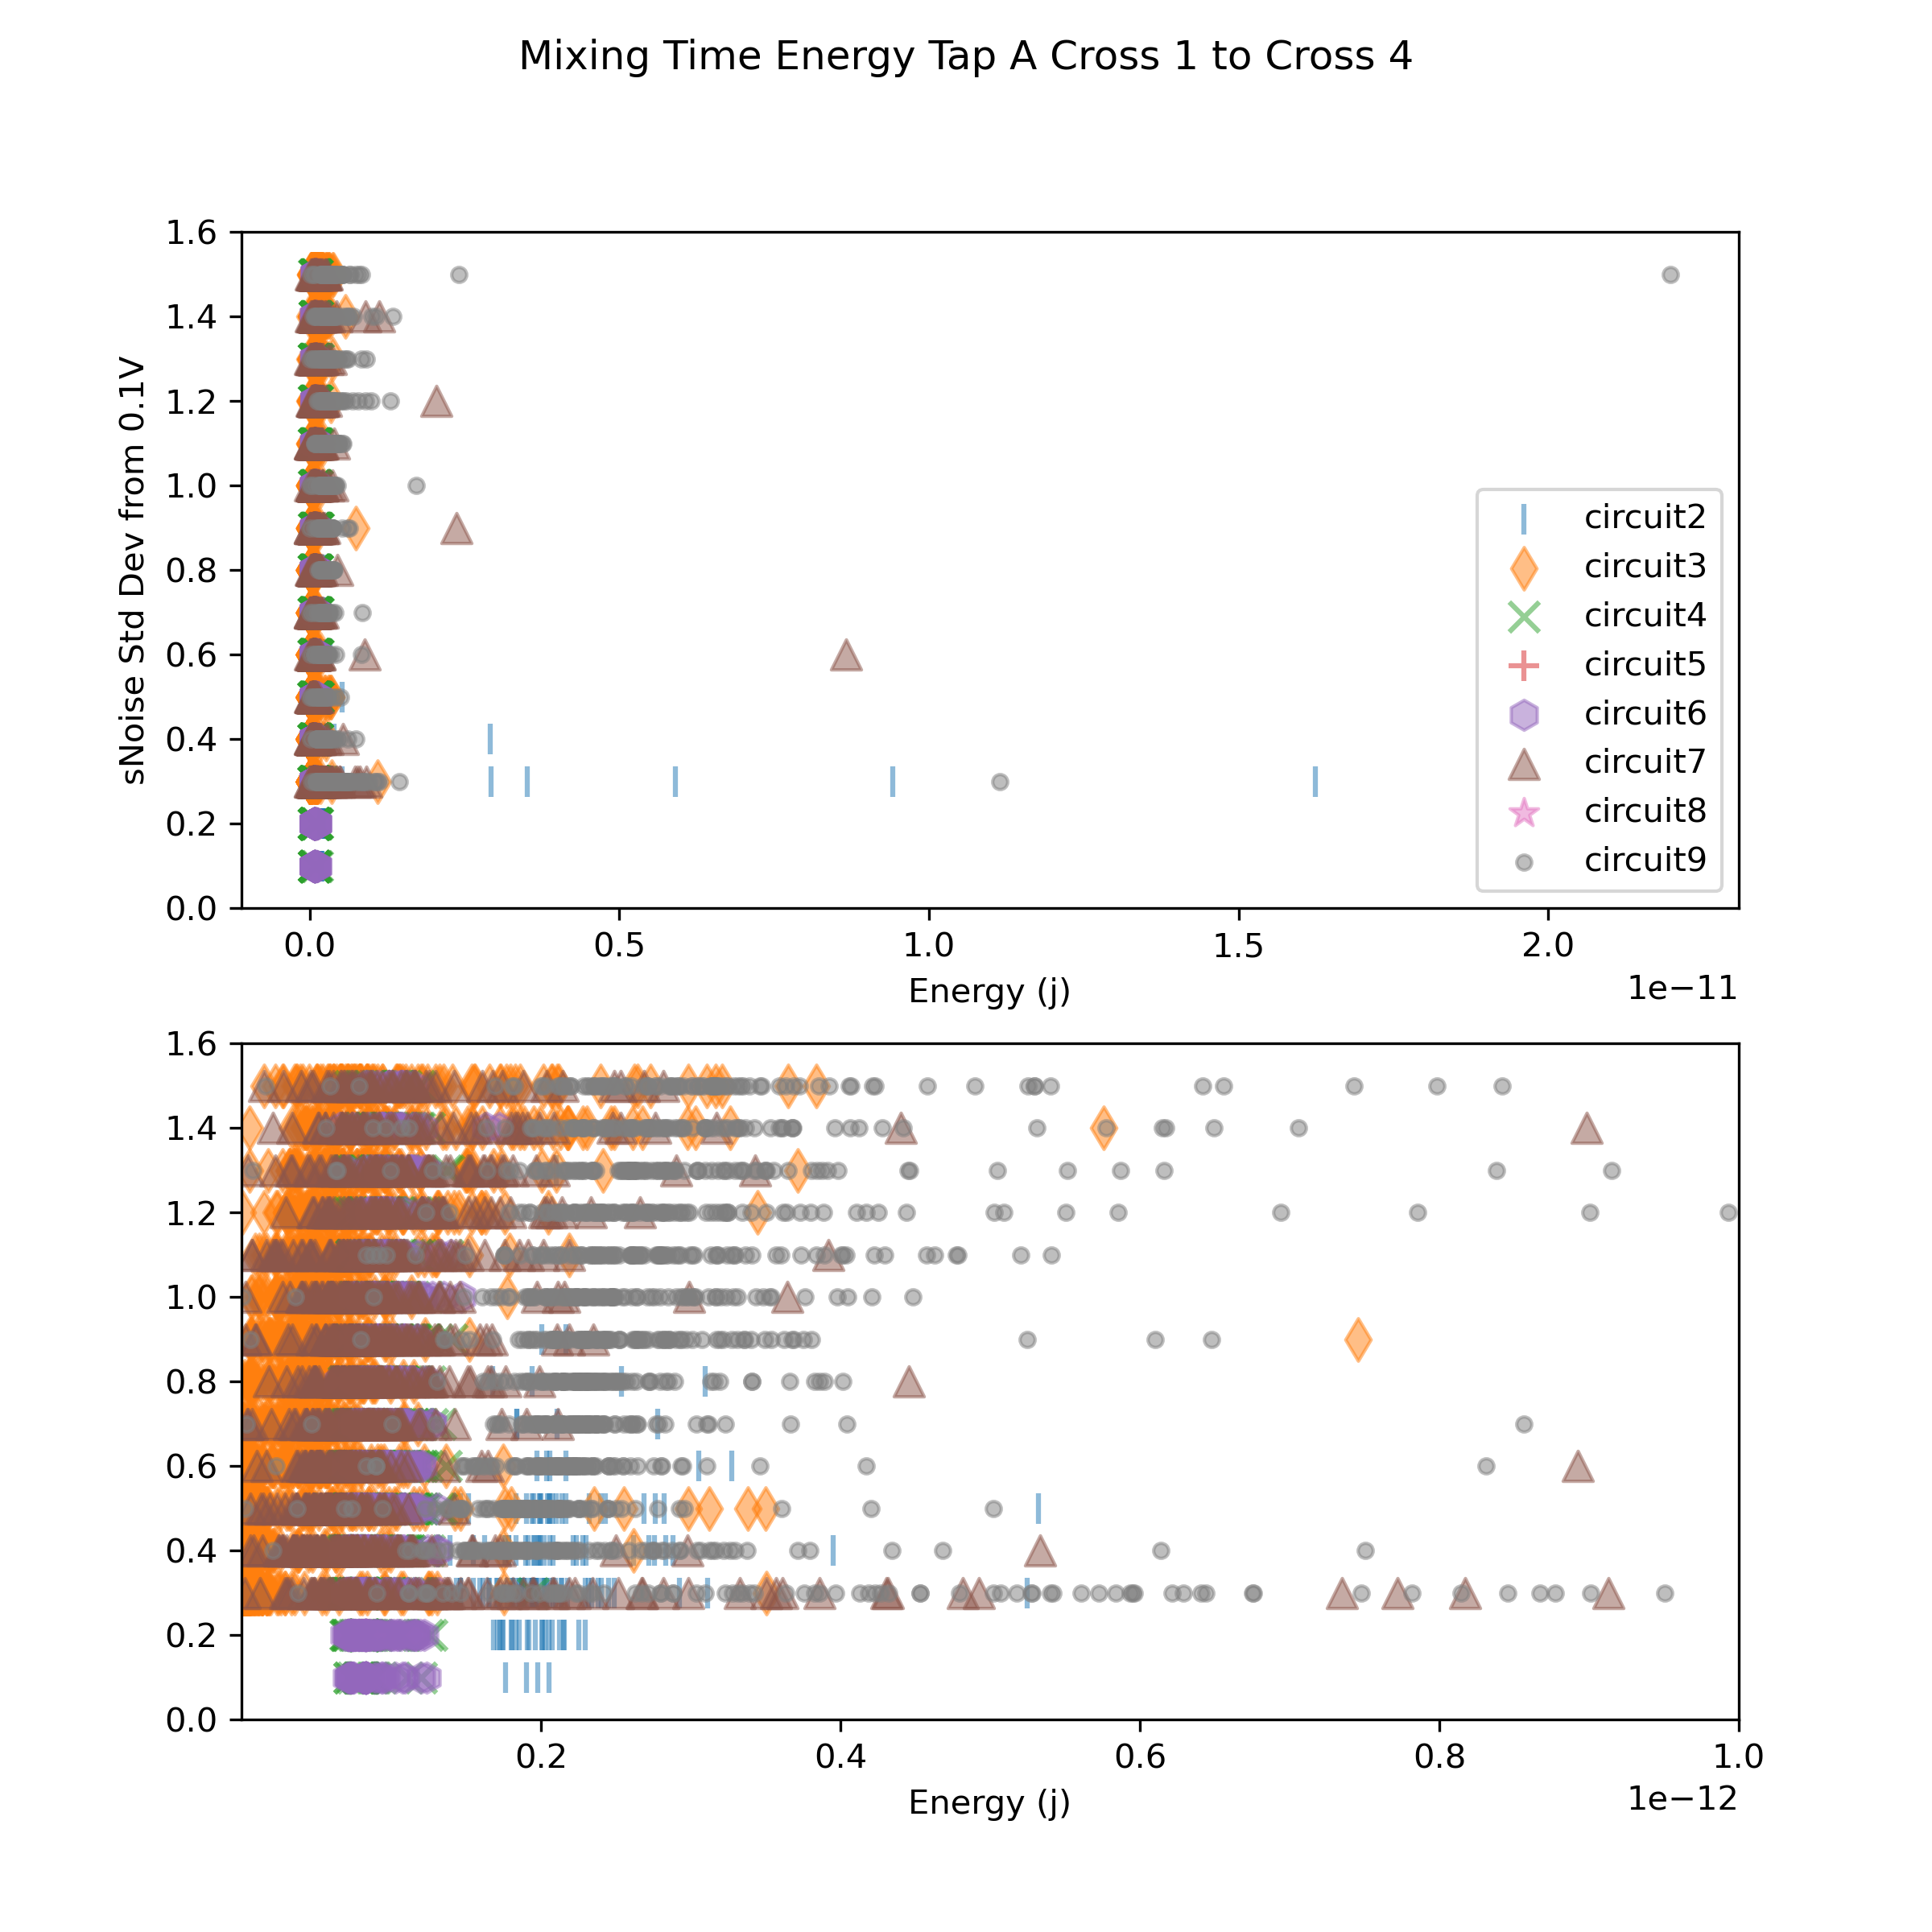 Mixing Time Energy Tap A Cross 1 to Cross 4
1.6
1.4
1.2
1.0
0.8
0.6
0.4
0.2
0.0
sNoise Std Dev from 0.1V
circuit2
circuit3
circuit4
circuit5
circuit6
circuit7
circuit8
circuit9
0.0 0.5 1.0 1.5 2.0
1e−11
Energy (j)
1.6
1.4
1.2
1.0
0.8
0.6
0.4
0.2
0.0
0.2 0.4 0.6 0.8 1.0
1e−12
Energy (j)